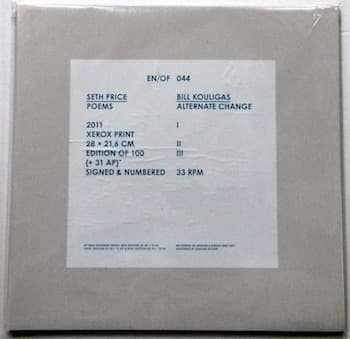 EN/OF 044
SETH PRICE
POEMS
BILL KOULIGAS
ALTERNATE CHANGE
2011
XEROX PRINT
28 × 21,6 CM
EDITION OF 100
(+ 31 AP)
SIGNED & NUMBERED
I
II
III
33 RPM